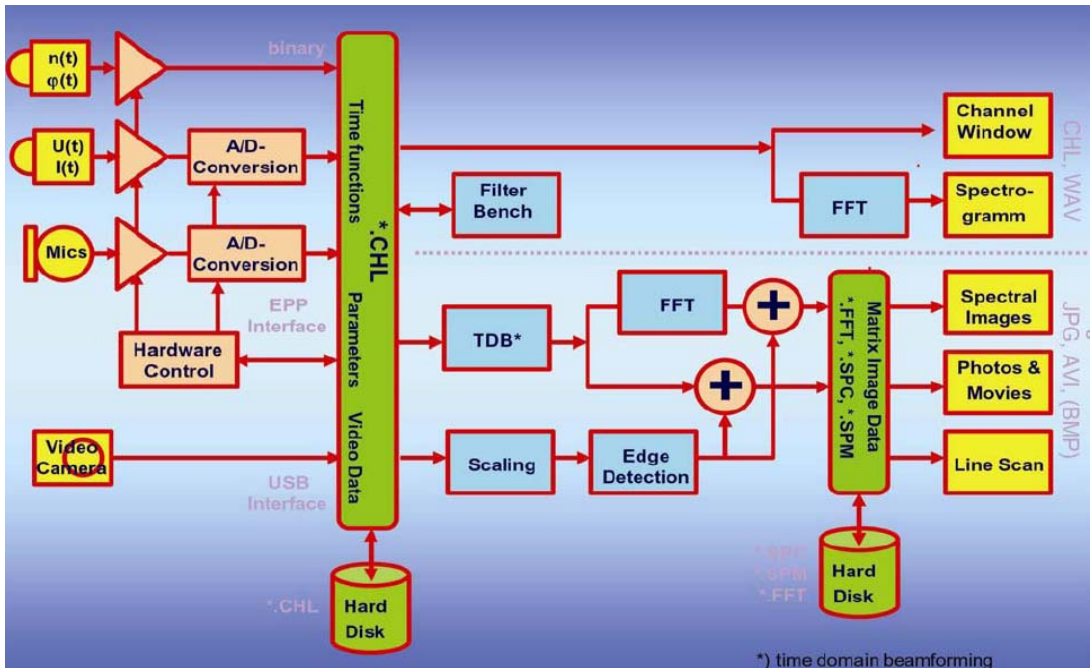 n(t)
φ(t)
binary
U(t)
I(t)
A/D-
Conversion
Mics
A/D-
Conversion
EPP
Interface
Hardware
Control
Video
Camera
USB
Interface
Time functions
*.CHL
Parameters
Video Data
*.CHL
Hard
Disk
Filter
Bench
Channel
Window
FFT
Spectro-
gramm
CHL, WAV
TDB*
FFT
+
+
Scaling
Edge
Detection
Matrix Image Data
*.FFT, *.SPC, *.SPM
Spectral
Images
Photos &
Movies
Line Scan
JPG, AVI, (BMP)
*.SPC
*.SPM
*.FFT
Hard
Disk
*) time domain beamforming